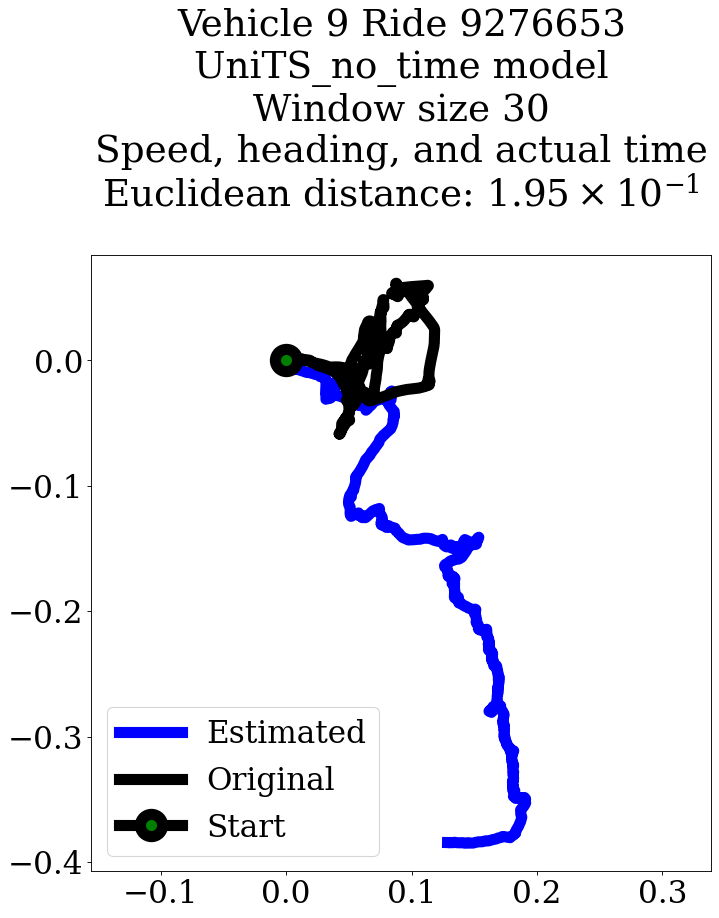 Vehicle 9 Ride 9276653
UniTS_no_time model
Window size 30
Speed, heading, and actual time
Euclidean distance: 1.95 × 10⁻¹
0.0
−0.1
−0.2
−0.3
−0.4
Estimated
Original
Start
−0.1 0.0 0.1 0.2 0.3